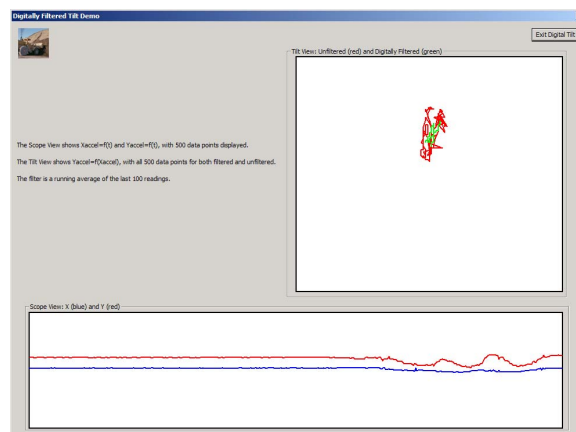 Digitally Filtered Tilt Demo
Exit Digital Tilt
Tilt View: Unfiltered (red) and Digitally Filtered (green)
The Scope View shows Xaccel=f(t) and Yaccel=f(t), with 500 data points displayed.
The Tilt View shows Yaccel=f(Xaccel), with all 500 data points for both filtered and unfiltered.
The filter is a running average of the last 100 readings.
Scope View: X (blue) and Y (red)